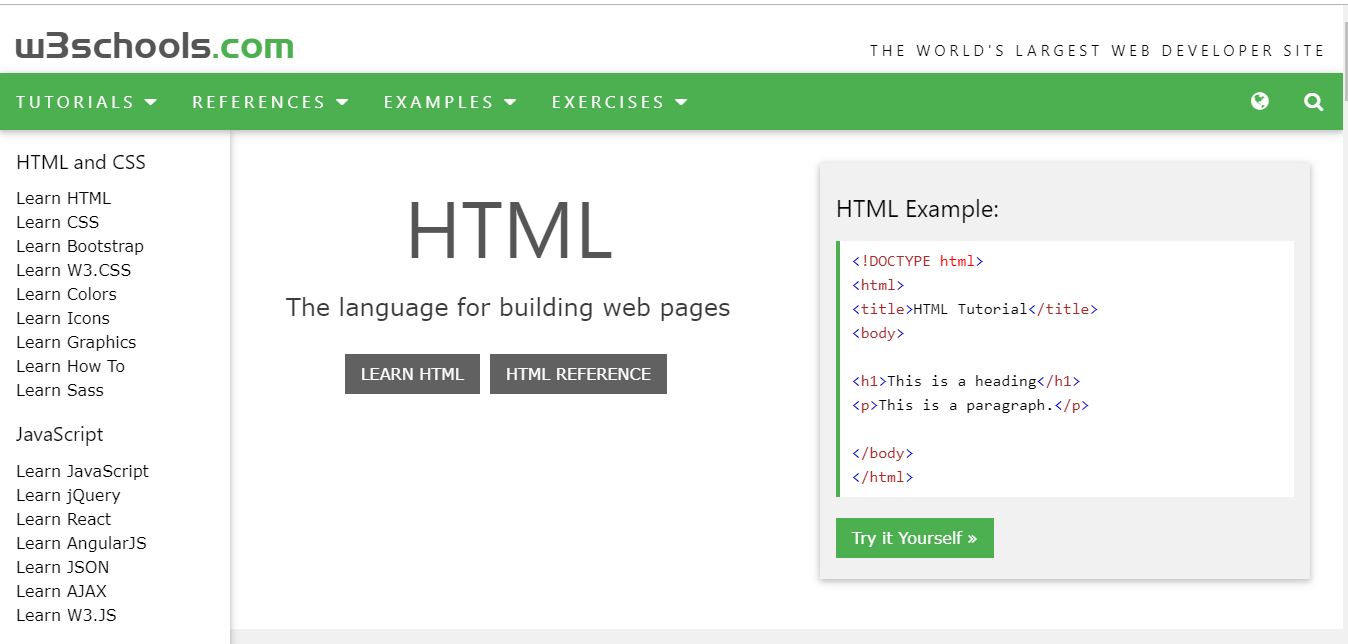 w3schools.com
THE WORLD'S LARGEST WEB DEVELOPER SITE
TUTORIALS REFERENCES EXAMPLES EXERCISES
HTML and CSS
Learn HTML
Learn CSS
Learn Bootstrap
Learn W3.CSS
Learn Colors
Learn Icons
Learn Graphics
Learn How To
Learn Sass
JavaScript
Learn JavaScript
Learn jQuery
Learn React
Learn AngularJS
Learn JSON
Learn AJAX
Learn W3.JS
HTML
The language for building web pages
LEARN HTML HTML REFERENCE
HTML Example:
<!DOCTYPE html>
<html>
<title>HTML Tutorial</title>
<body>
<h1>This is a heading</h1>
<p>This is a paragraph.</p>
</body>
</html>
Try it Yourself »